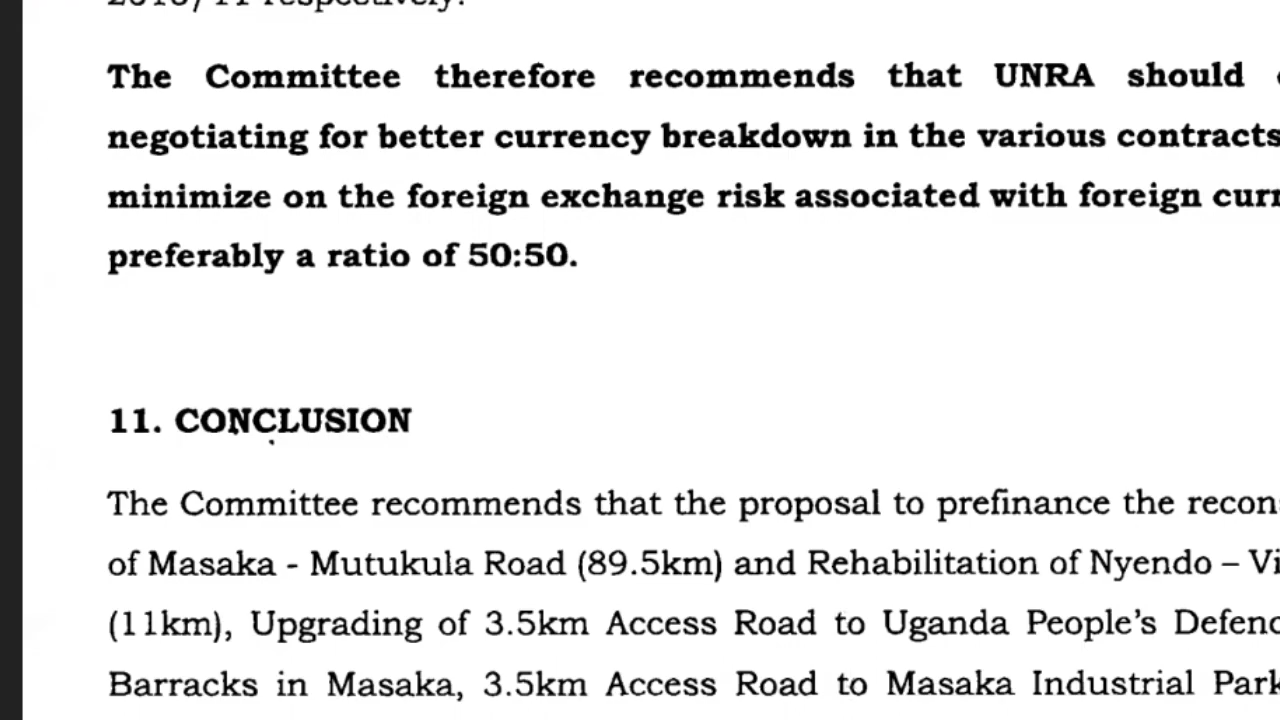 The Committee therefore recommends that UNRA should
negotiating for better currency breakdown in the various contracts
minimize on the foreign exchange risk associated with foreign
preferably a ratio of 50:50.
11. CONCLUSION
The Committee recommends that the proposal to prefinance the
of Masaka - Mutukula Road (89.5km) and Rehabilitation of Nyendo –
(11km), Upgrading of 3.5km Access Road to Uganda People's
Barracks in Masaka, 3.5km Access Road to Masaka Industrial Park